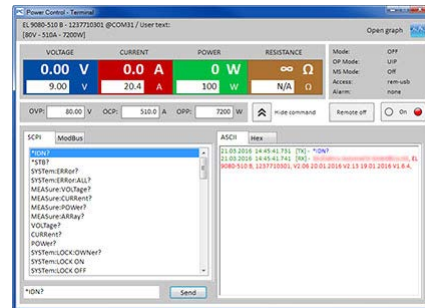 Power Control - Terminal
EL 9080-510 B - 1237710301 @COM31 / User text:
[80V - 510A - 7200W]
Open graph
VOLTAGE CURRENT POWER RESISTANCE
0.00 V 0.0 A 0 W ∞ Ω
9.00 V 20.4 A 100 W N/A Ω
Mode: OFF
OP Mode: UIP
MS Mode: Off
Access: rem-usb
Alarm: none
OVP: 80.00 V OCP: 510.0 A OPP: 7200 W Hide command Remote off On
SCPI ModBus
*IDN?
*STB?
SYSTem:ERRor?
SYSTem:ERRor:ALL?
MEASure:VOLTage?
MEASure:CURRent?
MEASure:POWer?
MEASure:ARRay?
VOLTage?
CURRent?
POWer?
SYSTem:LOCK:OWNer?
SYSTem:LOCK ON
SYSTem:LOCK OFF
*IDN? Send
ASCII Hex
21.03.2016 14:45:41.731 [TX] - *IDN?
21.03.2016 14:45:41.741 [RX] - EL
9080-510 B, 1237710301, V2.06 20.01.2016 V2.13 19.01.2016 V1.6.4,